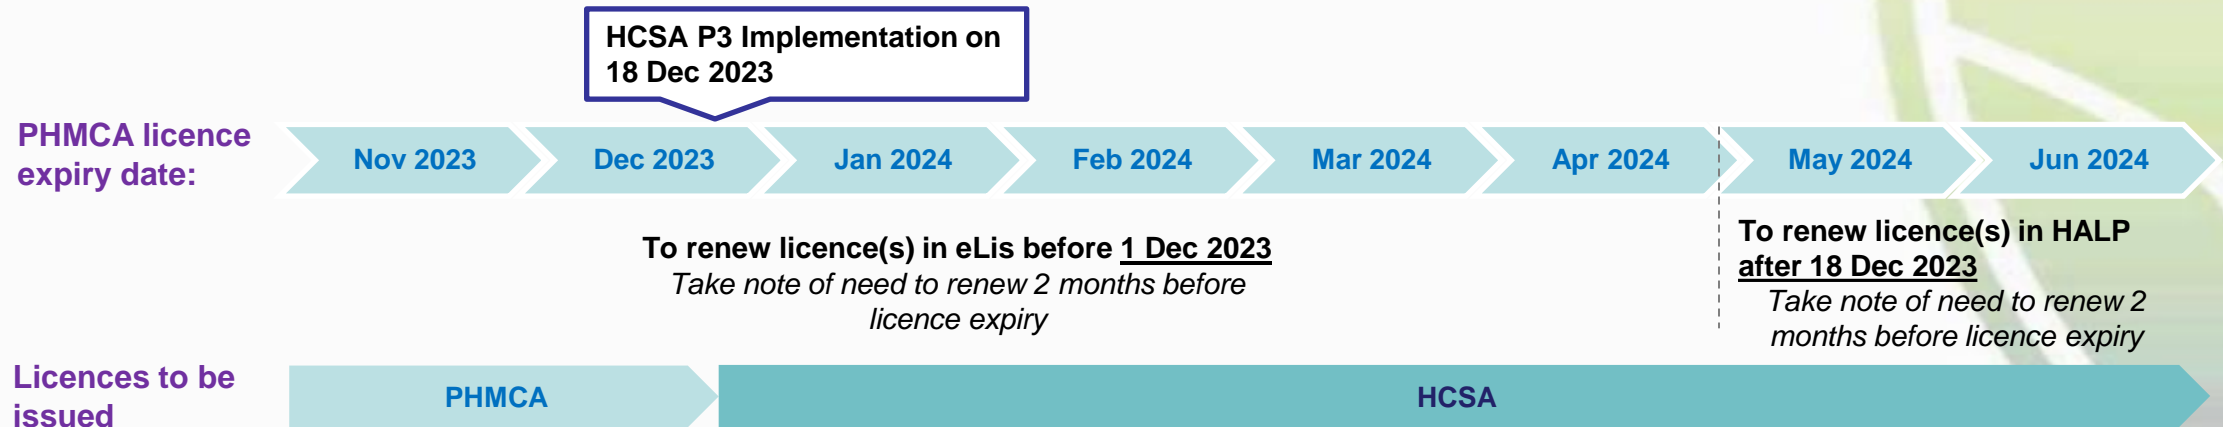 HCSA P3 Implementation on
18 Dec 2023
PHMCA licence
expiry date:
Nov 2023
Dec 2023
Jan 2024
Feb 2024
Mar 2024
Apr 2024
May 2024
Jun 2024
To renew licence(s) in eLis before 1 Dec 2023
Take note of need to renew 2 months before
licence expiry
To renew licence(s) in HALP
after 18 Dec 2023
Take note of need to renew 2
months before licence expiry
Licences to be
issued
PHMCA
HCSA